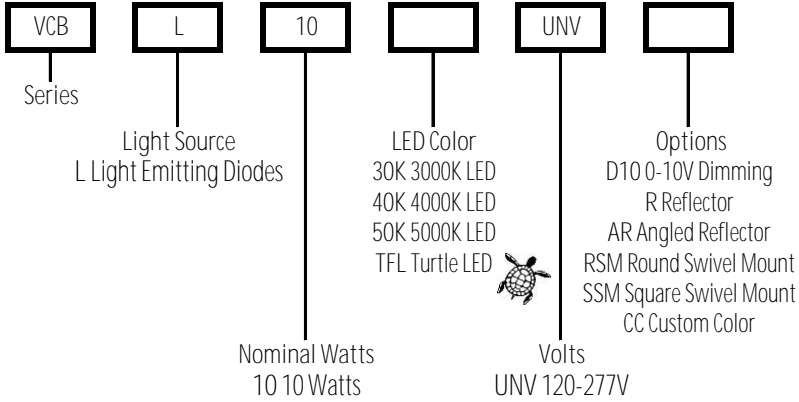 VCB L 10 UNV
Series
Light Source
L Light Emitting Diodes
LED Color
30K 3000K LED
40K 4000K LED
50K 5000K LED
TFL Turtle LED
Options
D10 0-10V Dimming
R Reflector
AR Angled Reflector
RSM Round Swivel Mount
SSM Square Swivel Mount
CC Custom Color
Nominal Watts
10 10 Watts
Volts
UNV 120-277V